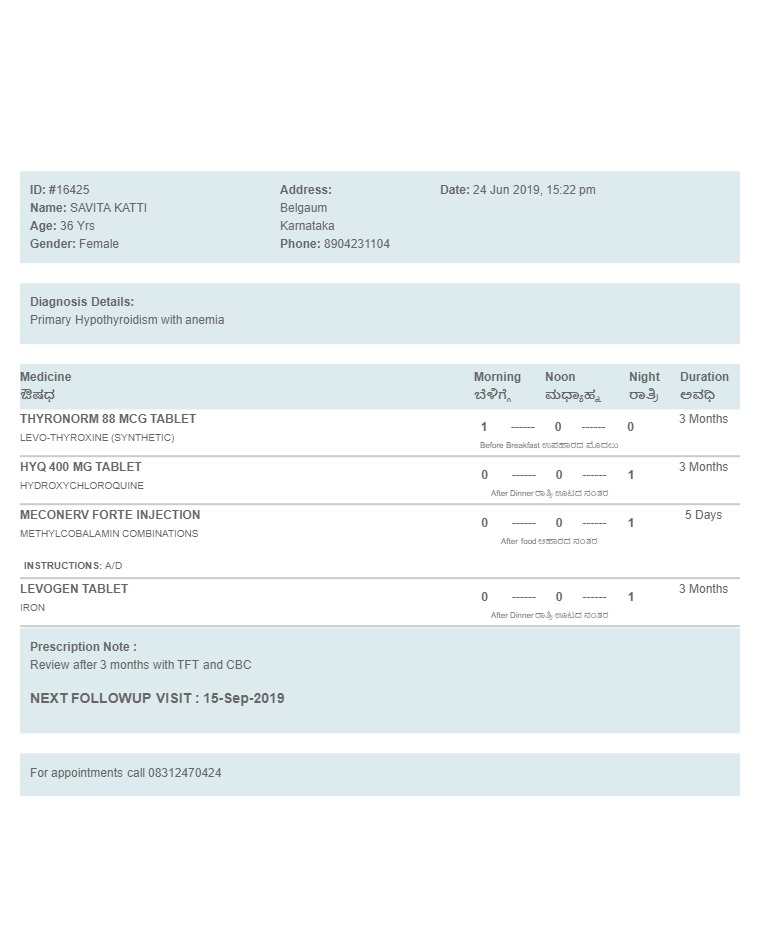 ID: #16425
Name: SAVITA KATTI
Age: 36 Yrs
Gender: Female
Address:
Belgaum
Karnataka
Phone: 8904231104
Date: 24 Jun 2019, 15:22 pm
Diagnosis Details:
Primary Hypothyroidism with anemia
Medicine Morning Noon Night Duration
ಔಷಧ ಬೆಳಿಗ್ಗೆ ಮಧ್ಯಾಹ್ನ ರಾತ್ರಿ ಅವಧಿ
THYRONORM 88 MCG TABLET 1 ------ 0 ------ 0 3 Months
LEVO-THYROXINE (SYNTHETIC) Before Breakfast ಉಪಹಾರದ ಮೊದಲು
HYQ 400 MG TABLET 0 ------ 0 ------ 1 3 Months
HYDROXYCHLOROQUINE After Dinner ರಾತ್ರಿ ಊಟದ ನಂತರ
MECONERV FORTE INJECTION 0 ------ 0 ------ 1 5 Days
METHYLCOBALAMIN COMBINATIONS After food ಆಹಾರದ ನಂತರ
INSTRUCTIONS: A/D
LEVOGEN TABLET 0 ------ 0 ------ 1 3 Months
IRON After Dinner ರಾತ್ರಿ ಊಟದ ನಂತರ
Prescription Note :
Review after 3 months with TFT and CBC
NEXT FOLLOWUP VISIT : 15-Sep-2019
For appointments call 08312470424